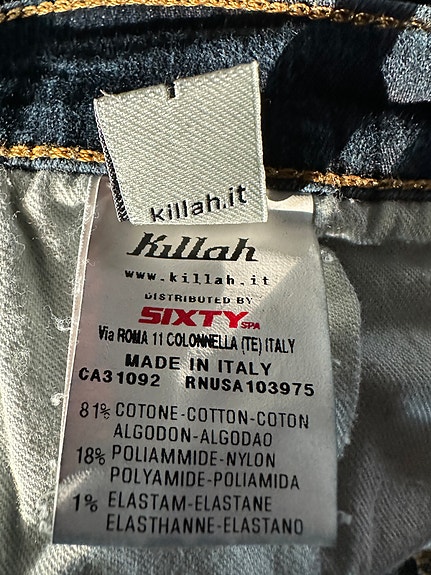 killah.it
Killah
www.killah.it
DISTRIBUTED BY
SIXTY SPA
Via ROMA 11 COLONNELLA (TE) ITALY
MADE IN ITALY
CA31092 RNUSA103975
81% COTONE-COTTON-COTON
ALGODON-ALGODAO
18% POLIAMMIDE-NYLON
POLYAMIDE-POLIAMIDA
1% ELASTAM-ELASTANE
ELASTHANNE-ELASTANO